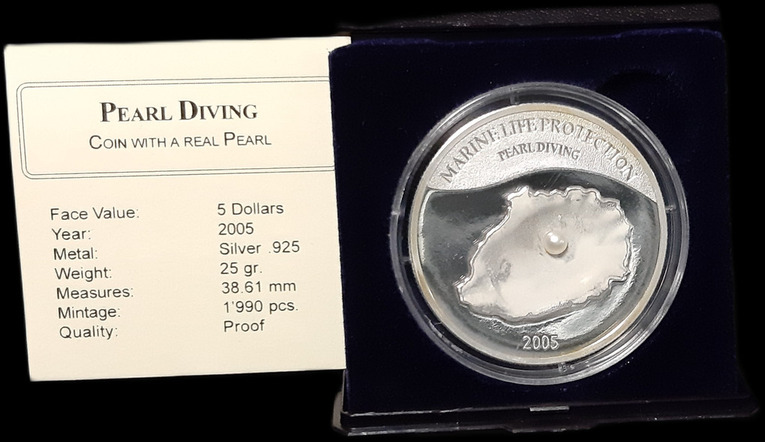 PEARL DIVING
COIN WITH A REAL PEARL
Face Value: 5 Dollars
Year: 2005
Metal: Silver .925
Weight: 25 gr.
Measures: 38.61 mm
Mintage: 1'990 pcs.
Quality: Proof
MARINE LIFE PROTECTION
PEARL DIVING
2005